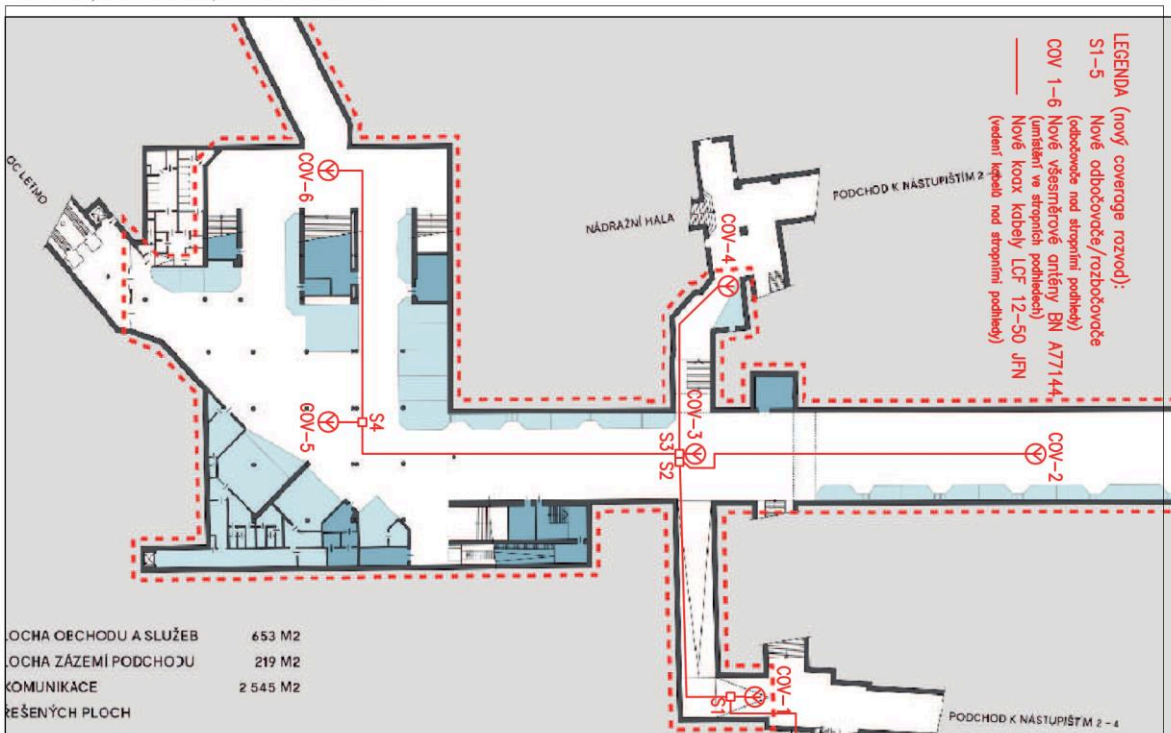 LEGENDA (nový coverage rozvod):
S1-5 Nové odbočovače/rozbočovače
(odbočovače nad stropními podhledy)
COV 1-6 Nové všesměrové antény BN A77144
(umístění ve stropních podhledech)
Nové koax kabely LCF 12-50 JFN
(vedení kabelů nad stropními podhledy)
OC LETMO
COV-6
NÁDRAŽNÍ HALA
PODCHOD K NÁSTUPIŠTÍM 2-
COV-4
COV-5
S4
COV-3
S3
S2
COV-2
S1
COV-1
PODCHOD K NÁSTUPIŠTÍM 2-4
LOCHA OBCHODU A SLUŽEB 653 M2
LOCHA ZÁZEMÍ PODCHODU 219 M2
KOMUNIKACE 2 545 M2
ŘEŠENÝCH PLOCH